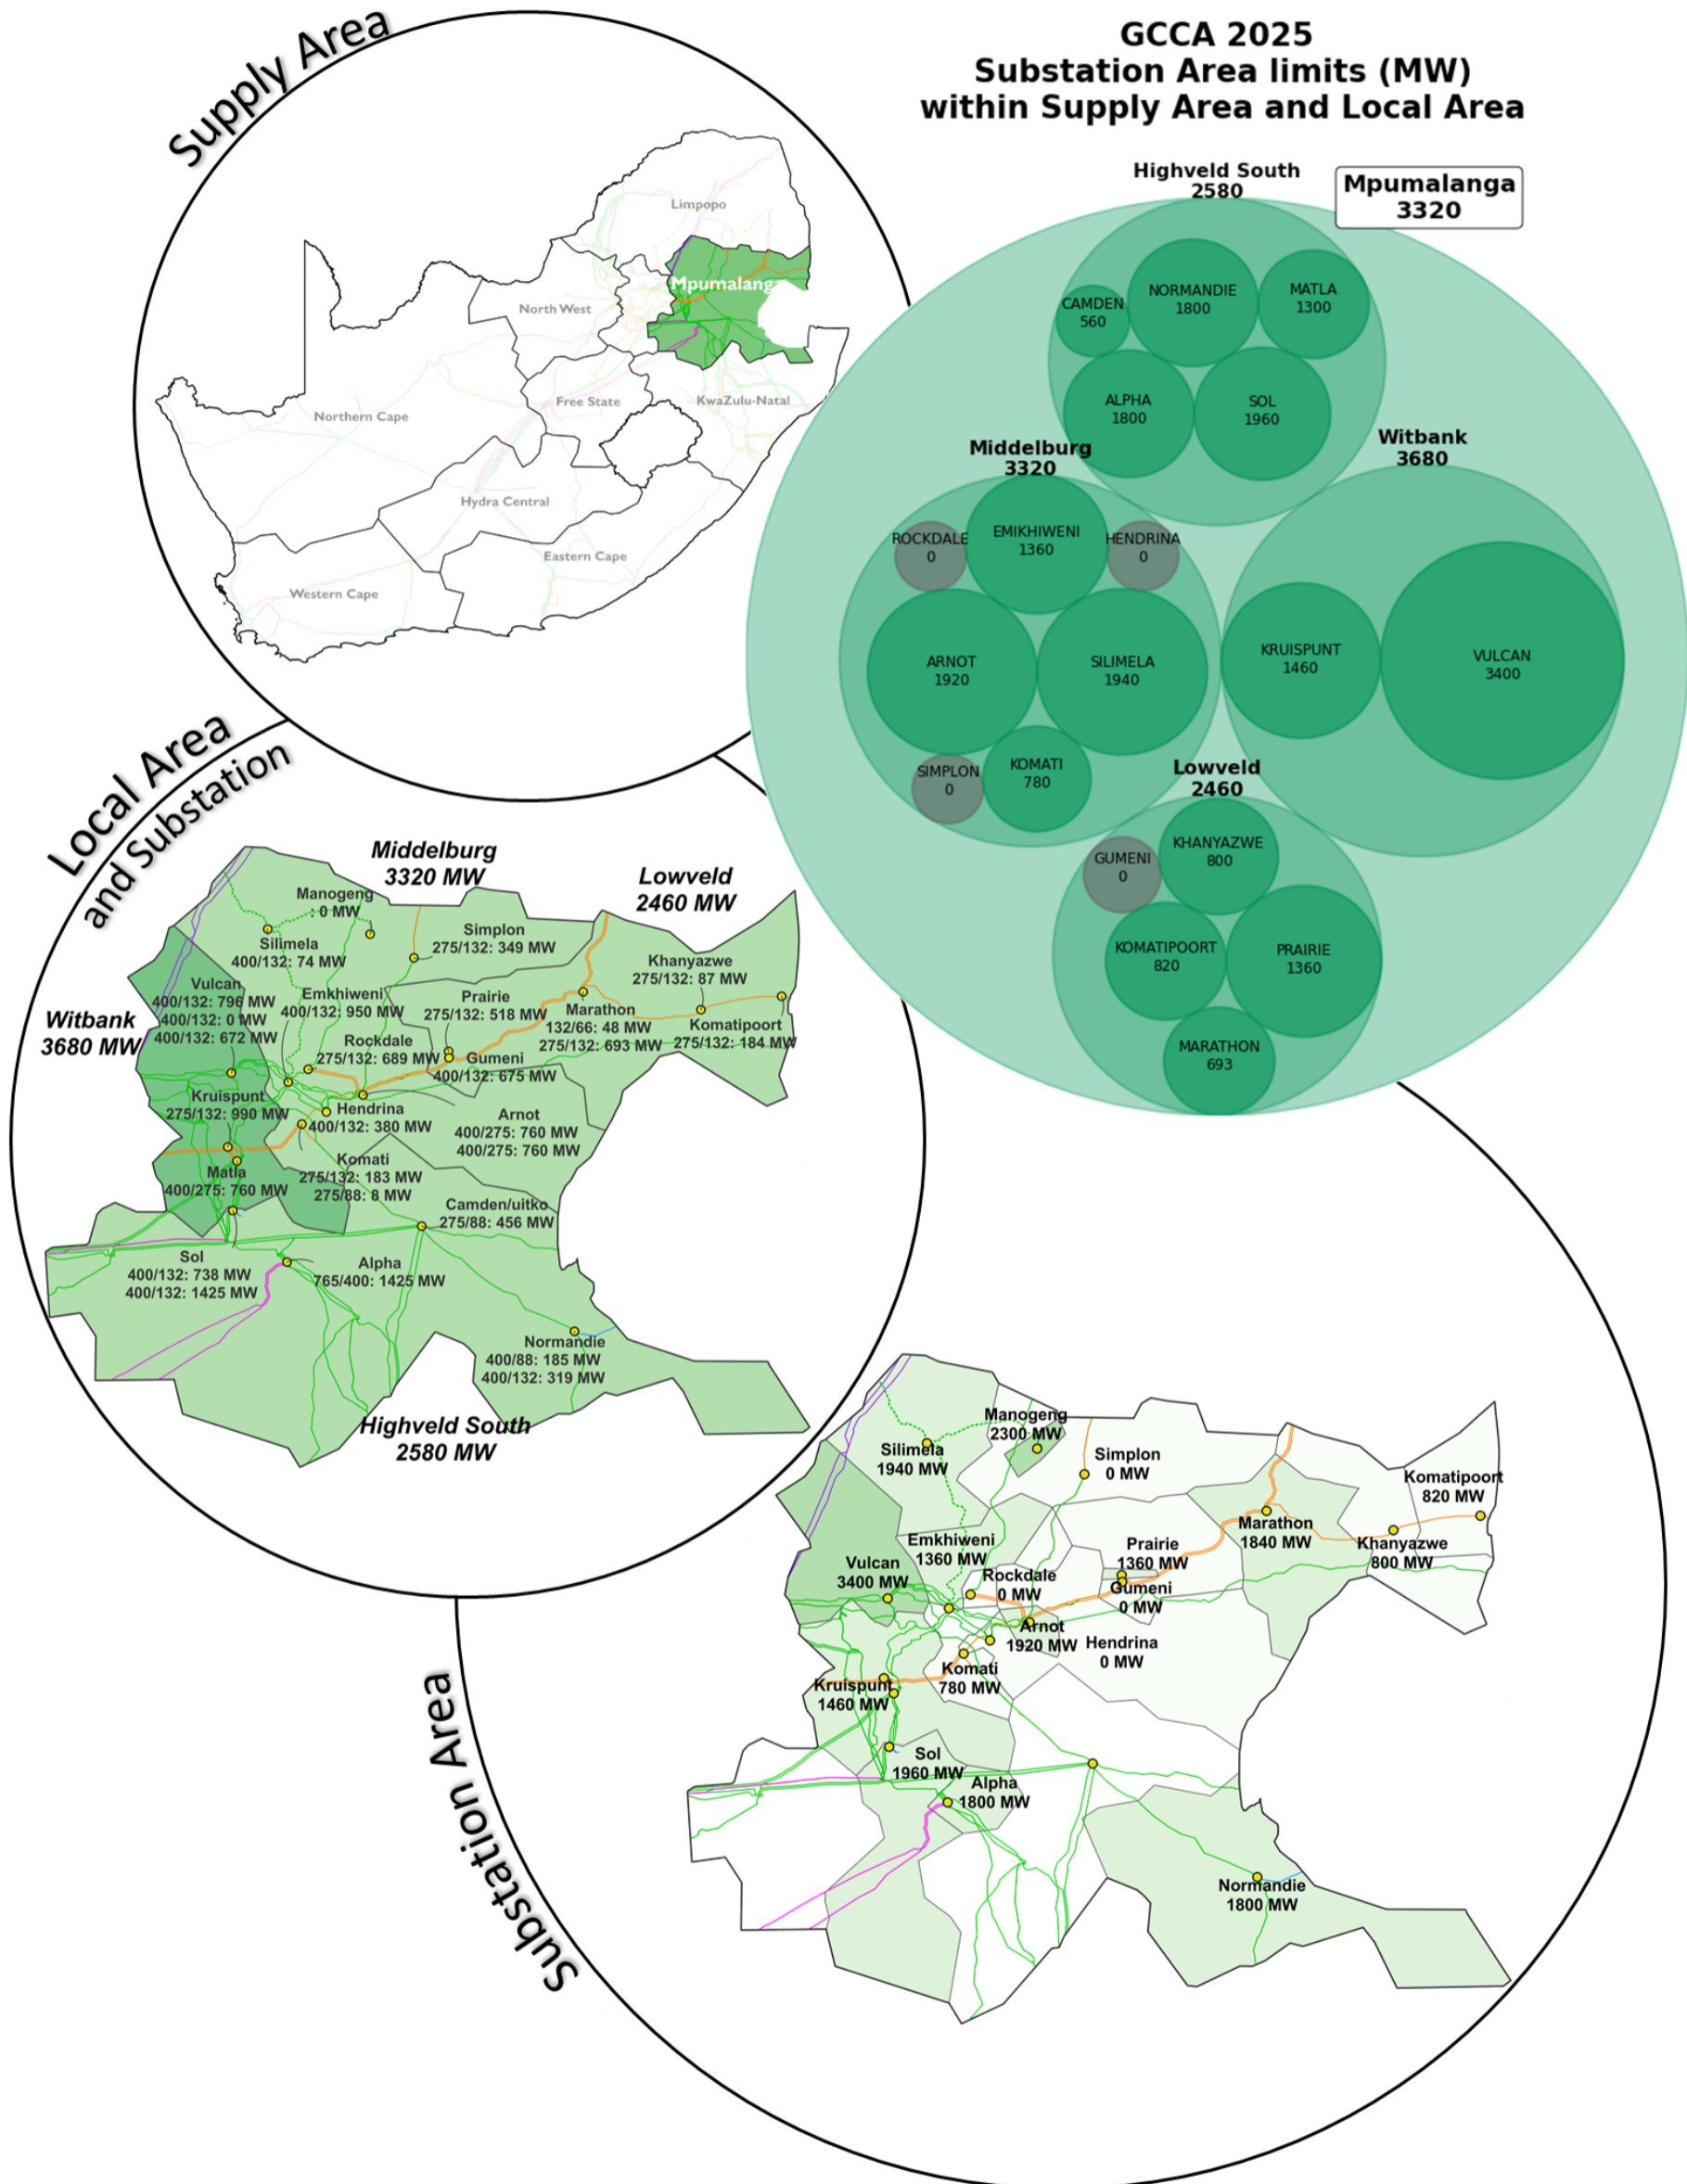 Supply Area
GCCA 2025
Substation Area limits (MW)
within Supply Area and Local Area
Highveld South
2580
Mpumalanga
3320
CAMDEN
560
NORMANDIE
1800
MATLA
1300
ALPHA
1800
SOL
1960
Middelburg
3320
Witbank
3680
ROCKDALE
0
EMIKHIWENI
1360
HENDRINA
0
ARNOT
1920
SILIMELA
1940
KRUISPUNT
1460
VULCAN
3400
SIMPLON
0
KOMATI
780
Lowveld
2460
GUMENI
0
KHANYAZWE
800
KOMATIPOORT
820
PRAIRIE
1360
MARATHON
693
Limpopo
Mpumalanga
North West
Free State
KwaZulu-Natal
Northern Cape
Hydra Central
Eastern Cape
Western Cape
Local Area
and Substation
Middelburg
3320 MW
Lowveld
2460 MW
Manogeng
: 0 MW
Silimela
400/132: 74 MW
Simplon
275/132: 349 MW
Khanyazwe
275/132: 87 MW
Vulcan
400/132: 796 MW
400/132: 0 MW
400/132: 672 MW
Emkhiweni
400/132: 950 MW
Prairie
275/132: 518 MW
Marathon
132/66: 48 MW
275/132: 693 MW
Komatipoort
275/132: 184 MW
Witbank
3680 MW
Rockdale
275/132: 689 MW
Gumeni
400/132: 675 MW
Kruispunt
275/132: 990 MW
Hendrina
400/132: 380 MW
Arnot
400/275: 760 MW
400/275: 760 MW
Komati
275/132: 183 MW
275/88: 8 MW
Matla
400/275: 760 MW
Camden/uitko
275/88: 456 MW
Sol
400/132: 738 MW
400/132: 1425 MW
Alpha
765/400: 1425 MW
Normandie
400/88: 185 MW
400/132: 319 MW
Highveld South
2580 MW
Substation Area
Manogeng
2300 MW
Silimela
1940 MW
Simplon
0 MW
Komatipoort
820 MW
Marathon
1840 MW
Khanyazwe
800 MW
Emkhiweni
1360 MW
Prairie
1360 MW
Vulcan
3400 MW
Rockdale
0 MW
Gumeni
0 MW
Arnot
1920 MW
Hendrina
0 MW
Komati
780 MW
Kruispunt
1460 MW
Sol
1960 MW
Alpha
1800 MW
Normandie
1800 MW